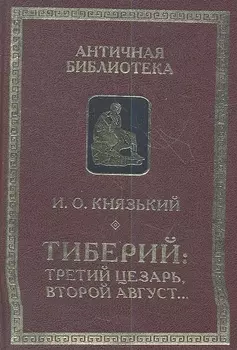 АНТИЧНАЯ
БИБЛИОТЕКА
И. О. КНЯЗЬКИЙ
ТИБЕРИЙ:
ТРЕТИЙ ЦЕЗАРЬ,
ВТОРОЙ АВГУСТ...